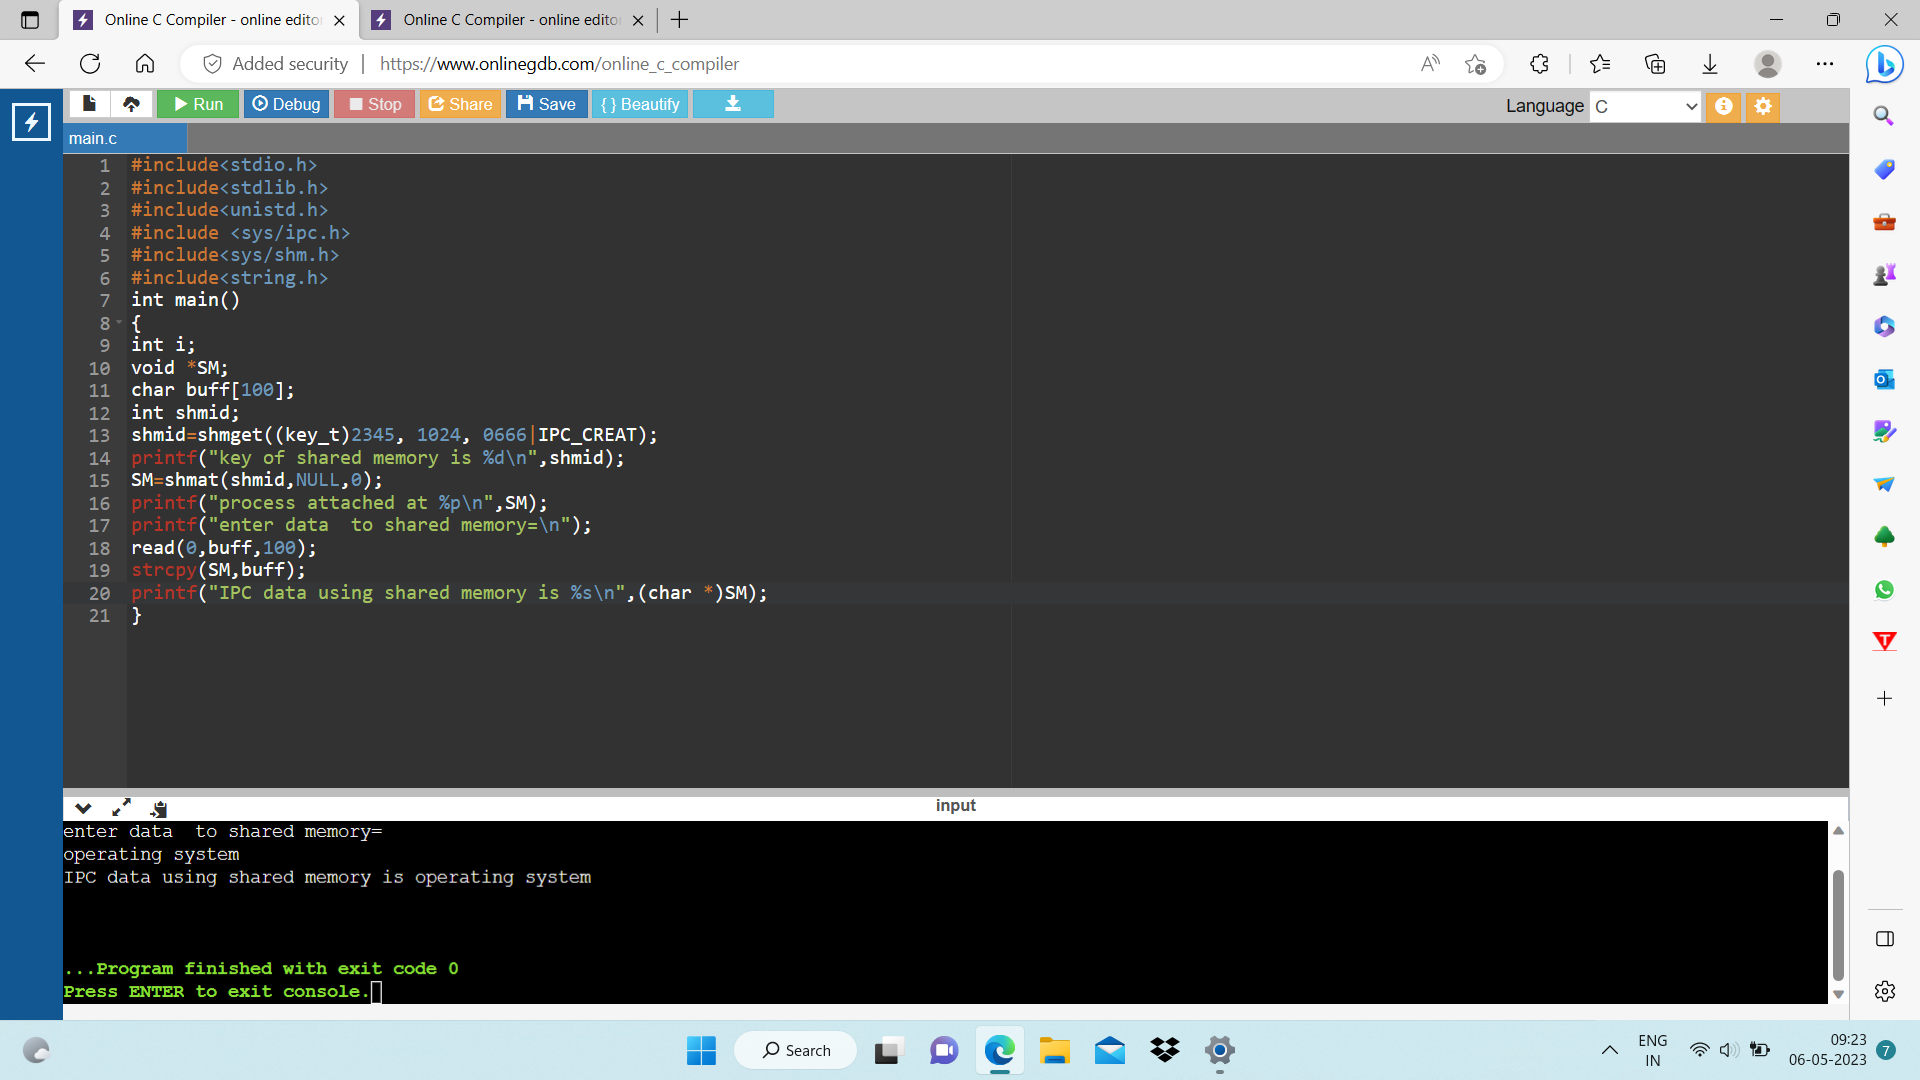 Online C Compiler - online edito
Online C Compiler - online edito
Added security
https://www.onlinegdb.com/online_c_compiler
Run
Debug
Stop
Share
Save
{ } Beautify
Language C
main.c
1 #include<stdio.h>
2 #include<stdlib.h>
3 #include<unistd.h>
4 #include <sys/ipc.h>
5 #include<sys/shm.h>
6 #include<string.h>
7 int main()
8 {
9 int i;
10 void *SM;
11 char buff[100];
12 int shmid;
13 shmid=shmget((key_t)2345, 1024, 0666|IPC_CREAT);
14 printf("key of shared memory is %d\n",shmid);
15 SM=shmat(shmid,NULL,0);
16 printf("process attached at %p\n",SM);
17 printf("enter data  to shared memory=\n");
18 read(0,buff,100);
19 strcpy(SM,buff);
20 printf("IPC data using shared memory is %s\n",(char *)SM);
21 }
input
enter data  to shared memory=
operating system
IPC data using shared memory is operating system
...Program finished with exit code 0
Press ENTER to exit console.
Search
ENG
IN
09:23
06-05-2023
7